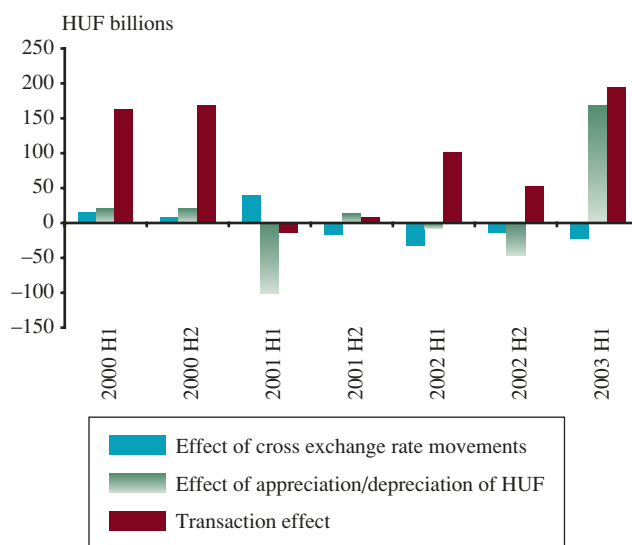 HUF billions
250
200
150
100
50
0
–50
–100
–150
2000 H1
2000 H2
2001 H1
2001 H2
2002 H1
2002 H2
2003 H1
Effect of cross exchange rate movements
Effect of appreciation/depreciation of HUF
Transaction effect